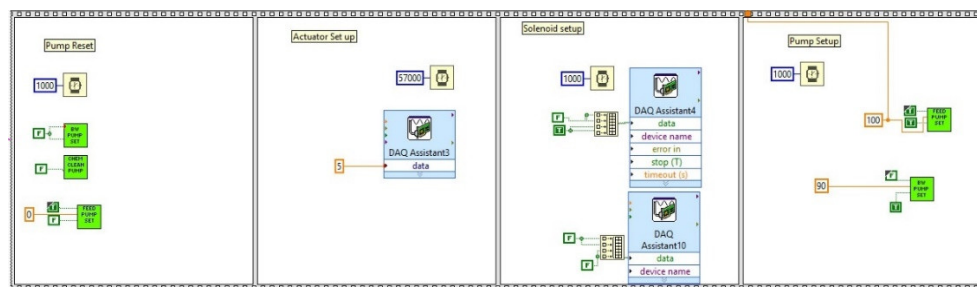 Pump Reset
1000
F
BW
PUMP
SET
F
CHEM
CLEAN
PUMP
0
F
FEED
PUMP
SET
Actuator Set up
57000
DAQ Assistant3
5
data
Solenoid setup
1000
DAQ Assistant4
F
T
data
device name
error in
stop (T)
timeout (s)
DAQ
Assistant10
F
F
data
device name
Pump Setup
1000
100
FEED
PUMP
SET
90
F
BW
PUMP
SET
T